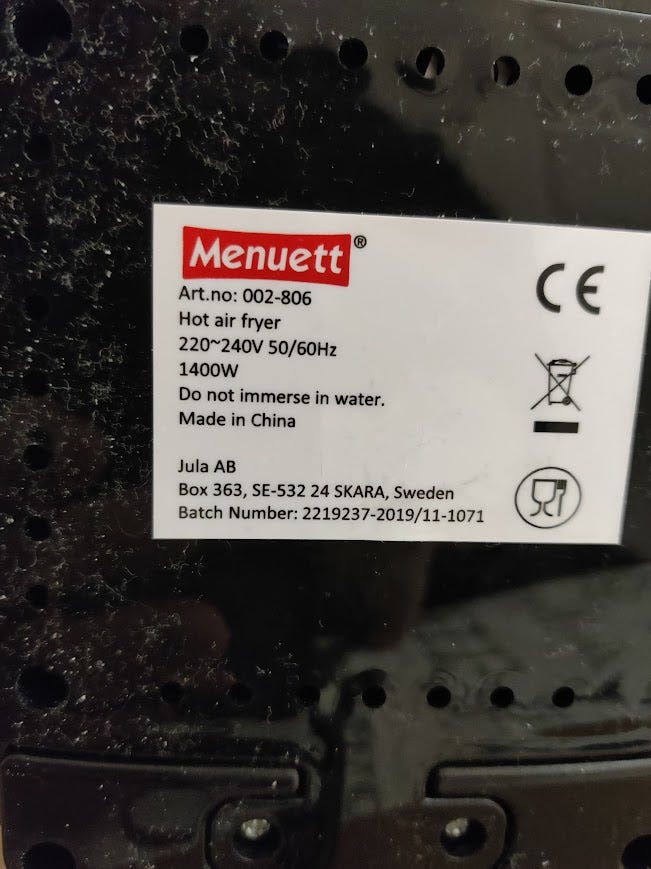 Menuett®
Art.no: 002-806
Hot air fryer
220~240V 50/60Hz
1400W
Do not immerse in water.
Made in China
Jula AB
Box 363, SE-532 24 SKARA, Sweden
Batch Number: 2219237-2019/11-1071
CE